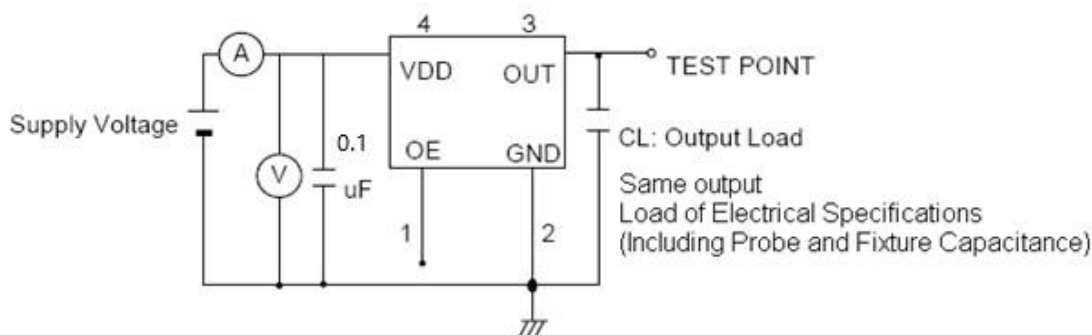 4
3
A
VDD
OUT
TEST POINT
Supply Voltage
0.1
uF
V
OE
GND
CL: Output Load
1
2
Same output
Load of Electrical Specifications
(Including Probe and Fixture Capacitance)